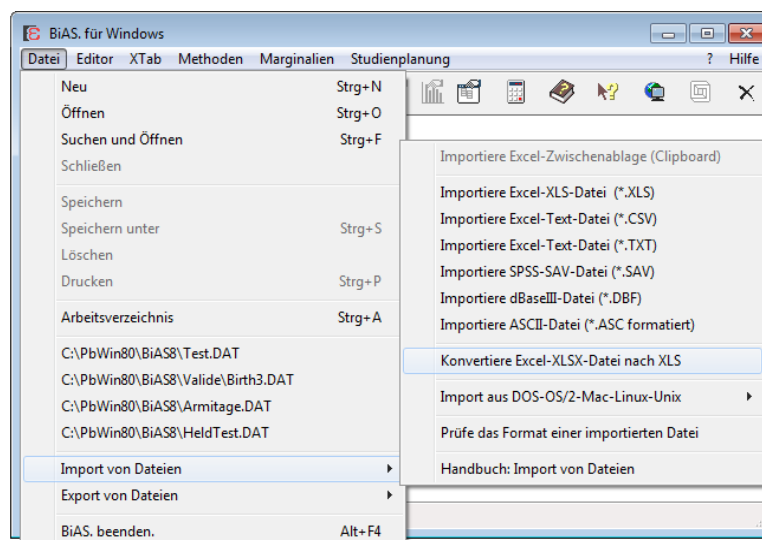 BiAS. für Windows
Datei Editor XTab Methoden Marginalien Studienplanung ? Hilfe
Neu Strg+N
Öffnen Strg+O
Suchen und Öffnen Strg+F
Schließen
Speichern
Speichern unter Strg+S
Löschen
Drucken Strg+P
Arbeitsverzeichnis Strg+A
C:\PbWin80\BiAS8\Test.DAT
C:\PbWin80\BiAS8\Valide\Birth3.DAT
C:\PbWin80\BiAS8\Armitage.DAT
C:\PbWin80\BiAS8\HeldTest.DAT
Import von Dateien
Export von Dateien
BiAS. beenden. Alt+F4
Importiere Excel-Zwischenablage (Clipboard)
Importiere Excel-XLS-Datei (*.XLS)
Importiere Excel-Text-Datei (*.CSV)
Importiere Excel-Text-Datei (*.TXT)
Importiere SPSS-SAV-Datei (*.SAV)
Importiere dBaseIII-Datei (*.DBF)
Importiere ASCII-Datei (*.ASC formatiert)
Konvertiere Excel-XLSX-Datei nach XLS
Import aus DOS-OS/2-Mac-Linux-Unix
Prüfe das Format einer importierten Datei
Handbuch: Import von Dateien